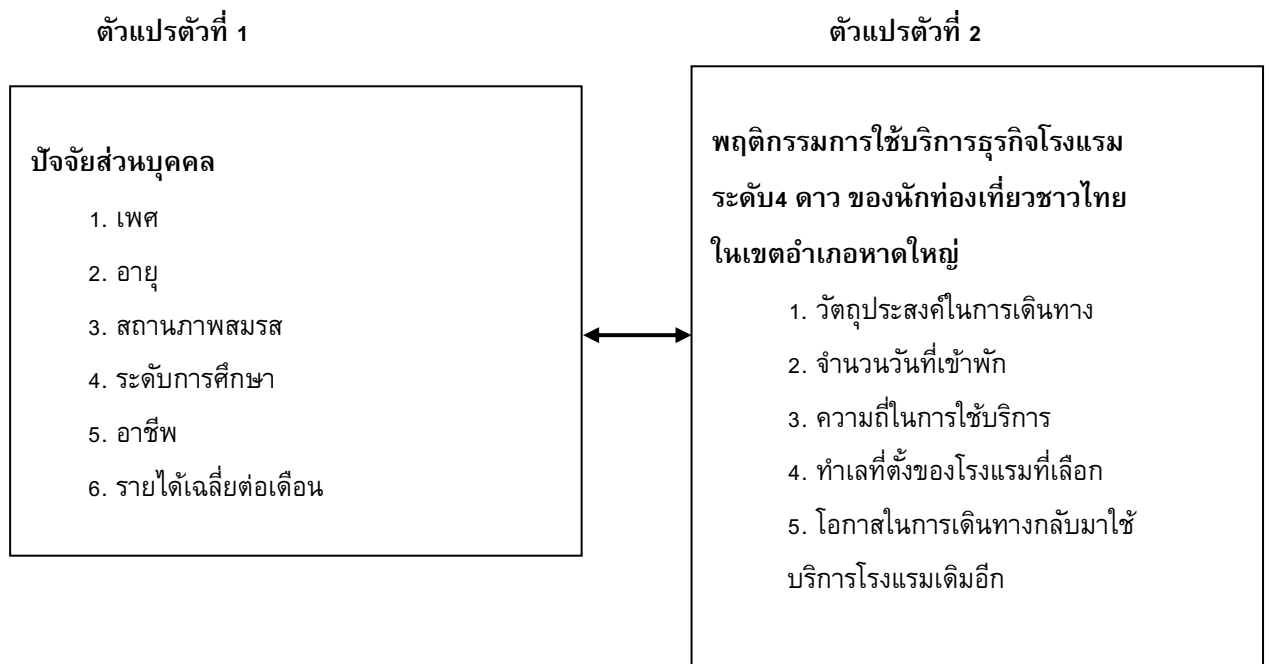 ตัวแปรตัวที่ 1
ตัวแปรตัวที่ 2
ปัจจัยส่วนบุคคล
1. เพศ
2. อายุ
3. สถานภาพสมรส
4. ระดับการศึกษา
5. อาชีพ
6. รายได้เฉลี่ยต่อเดือน
พฤติกรรมการใช้บริการธุรกิจโรงแรม
ระดับ4 ดาว ของนักท่องเที่ยวชาวไทย
ในเขตอำเภอหาดใหญ่
1. วัตถุประสงค์ในการเดินทาง
2. จำนวนวันที่เข้าพัก
3. ความถี่ในการใช้บริการ
4. ทำเลที่ตั้งของโรงแรมที่เลือก
5. โอกาสในการเดินทางกลับมาใช้
บริการโรงแรมเดิมอีก